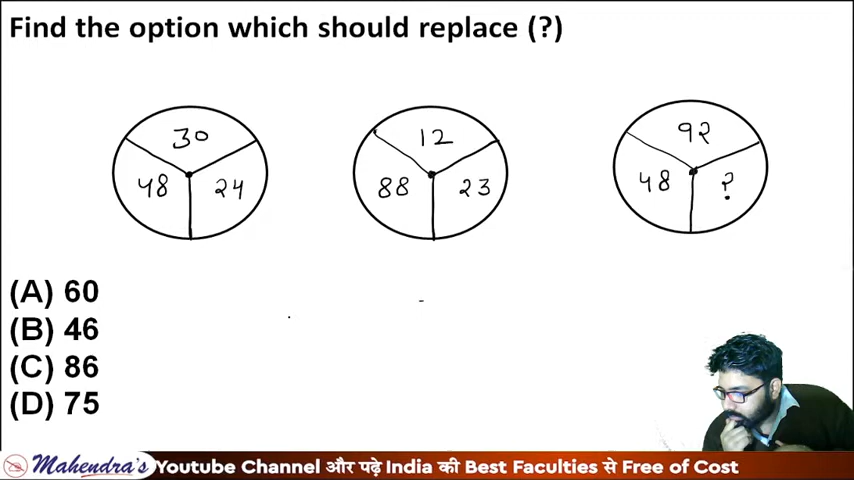 Find the option which should replace (?)
30
48 24
12
88 23
92
48 ?
(A) 60
(B) 46
(C) 86
(D) 75
Mahendra's Youtube Channel और पढ़े India की Best Faculties से Free of Cost